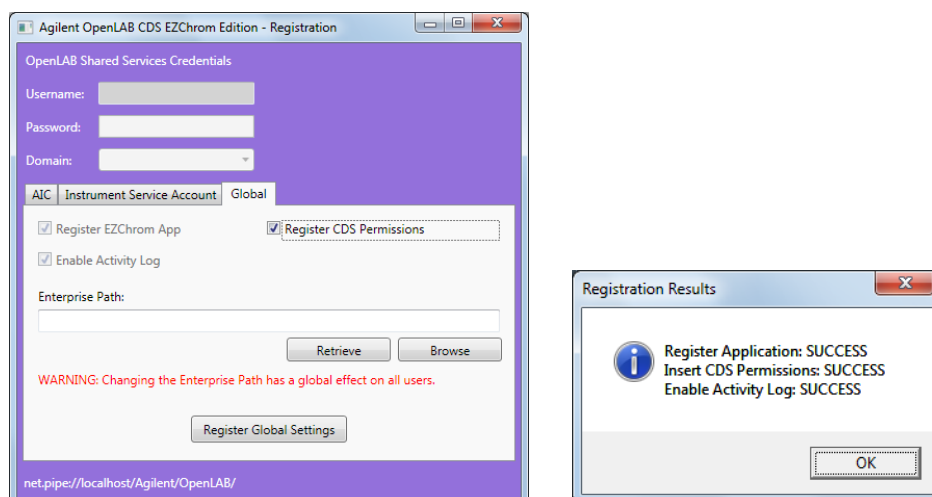 Agilent OpenLAB CDS EZChrom Edition - Registration
OpenLAB Shared Services Credentials
Username:
Password:
Domain:
AIC Instrument Service Account Global
Register EZChrom App Register CDS Permissions
Enable Activity Log
Enterprise Path:
Retrieve Browse
WARNING: Changing the Enterprise Path has a global effect on all users.
Register Global Settings
net.pipe://localhost/Agilent/OpenLAB/
Registration Results
Register Application: SUCCESS
Insert CDS Permissions: SUCCESS
Enable Activity Log: SUCCESS
OK